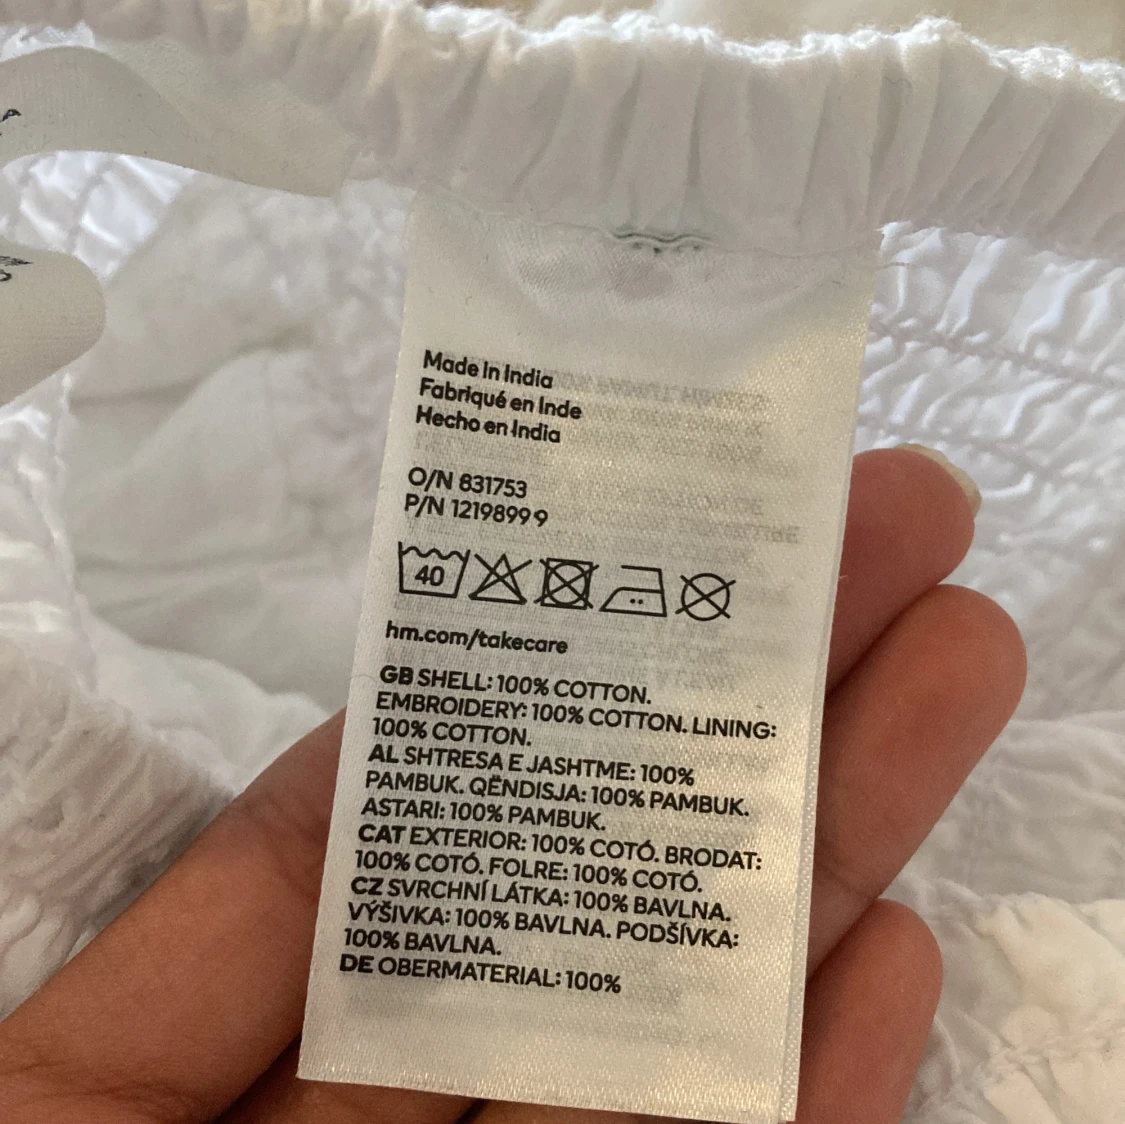 Made in India
Fabriqué en Inde
Hecho en India
O/N 831753
P/N 1219899 9
40
hm.com/takecare
GB SHELL: 100% COTTON.
EMBROIDERY: 100% COTTON. LINING:
100% COTTON.
AL SHTRESA E JASHTME: 100%
PAMBUK. QËNDISJA: 100% PAMBUK.
ASTARI: 100% PAMBUK.
CAT EXTERIOR: 100% COTÓ. BRODAT:
100% COTÓ. FOLRE: 100% COTÓ.
CZ SVRCHNÍ LÁTKA: 100% BAVLNA.
VÝŠIVKA: 100% BAVLNA. PODŠÍVKA:
100% BAVLNA.
DE OBERMATERIAL: 100%